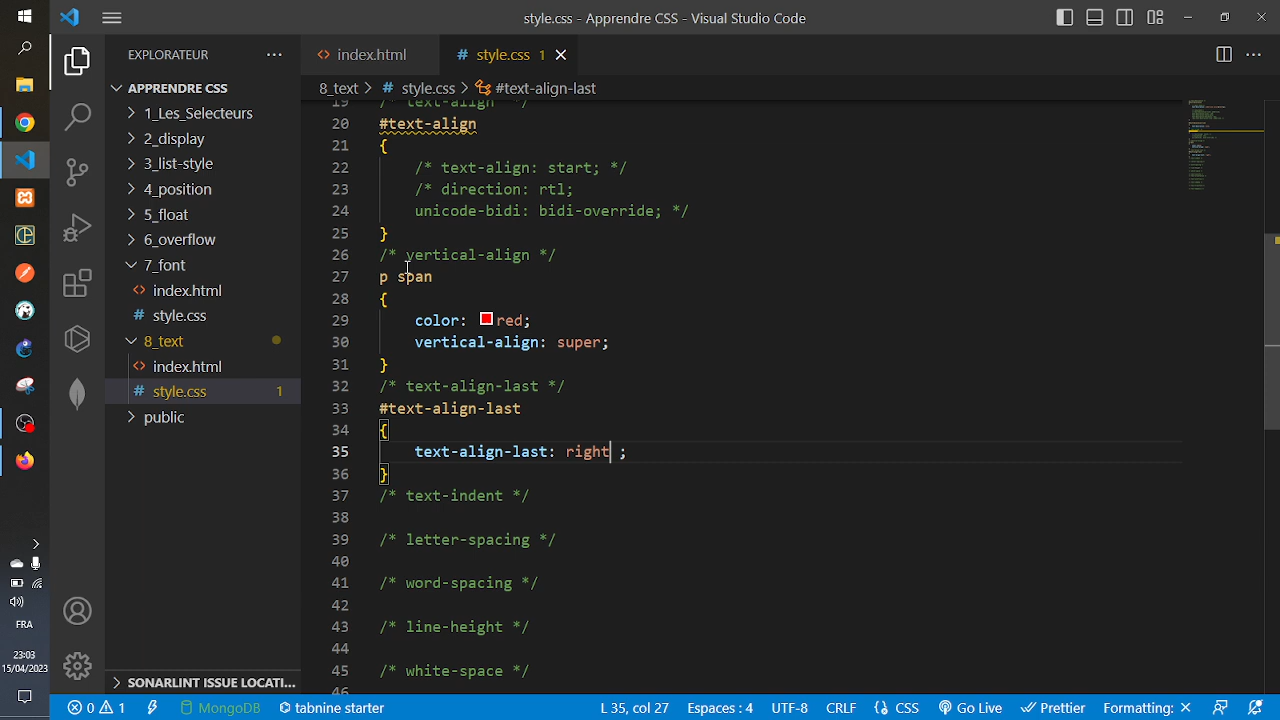 style.css - Apprendre CSS - Visual Studio Code
EXPLORATEUR
APPRENDRE CSS
1_Les_Selecteurs
2_display
3_list-style
4_position
5_float
6_overflow
7_font
index.html
# style.css
8_text
index.html
# style.css 1
public
SONARLINT ISSUE LOCATI...
index.html
# style.css 1
8_text > # style.css > #text-align-last
19 /* text-align */
20 #text-align
21 {
22 /* text-align: start; */
23 /* direction: rtl;
24 unicode-bidi: bidi-override; */
25 }
26 /* vertical-align */
27 p span
28 {
29 color: red;
30 vertical-align: super;
31 }
32 /* text-align-last */
33 #text-align-last
34 {
35 text-align-last: right ;
36 }
37 /* text-indent */
38
39 /* letter-spacing */
40
41 /* word-spacing */
42
43 /* line-height */
44
45 /* white-space */
46
FRA
23:03
15/04/2023
0 1 MongoDB tabnine starter L 35, col 27 Espaces : 4 UTF-8 CRLF {} CSS Go Live Prettier Formatting: ✕